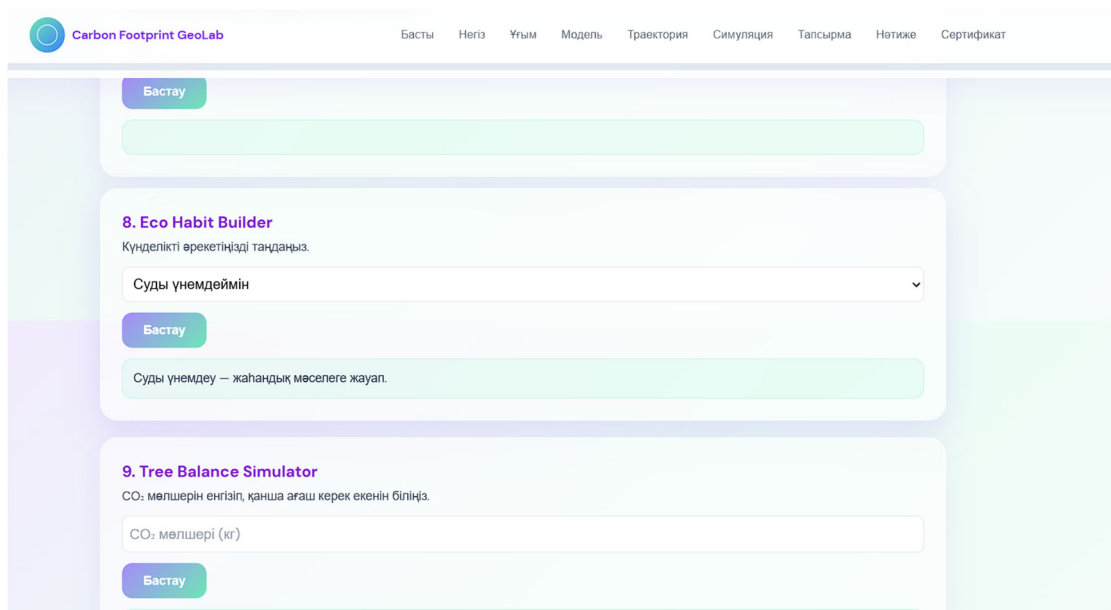 Carbon Footprint GeoLab
Басты Негіз Ұғым Модель Траектория Симуляция Тапсырма Нәтиже Сертификат
Бастау
8. Eco Habit Builder
Күнделікті әрекетіңізді таңдаңыз.
Суды үнемдеймін
Бастау
Суды үнемдеу — жаһандық мәселеге жауап.
9. Tree Balance Simulator
CO₂ мөлшерін енгізіп, қанша ағаш керек екенін біліңіз.
CO₂ мөлшері (кг)
Бастау